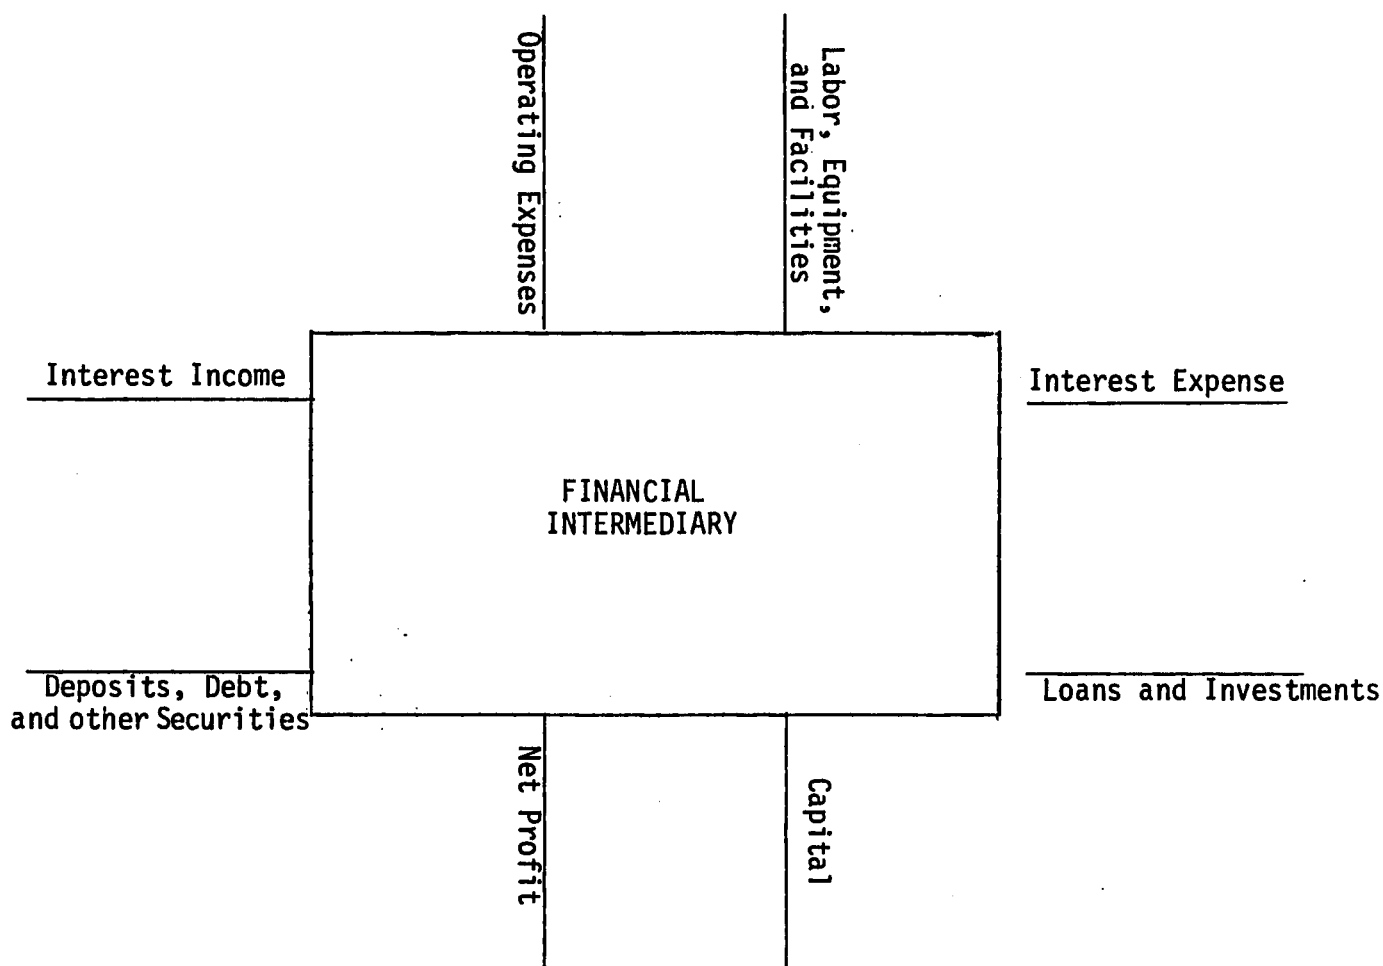 Operating Expenses
Labor, Equipment,
and Facilities
Interest Income
Interest Expense
FINANCIAL
INTERMEDIARY
Deposits, Debt,
and other Securities
Loans and Investments
Net Profit
Capital